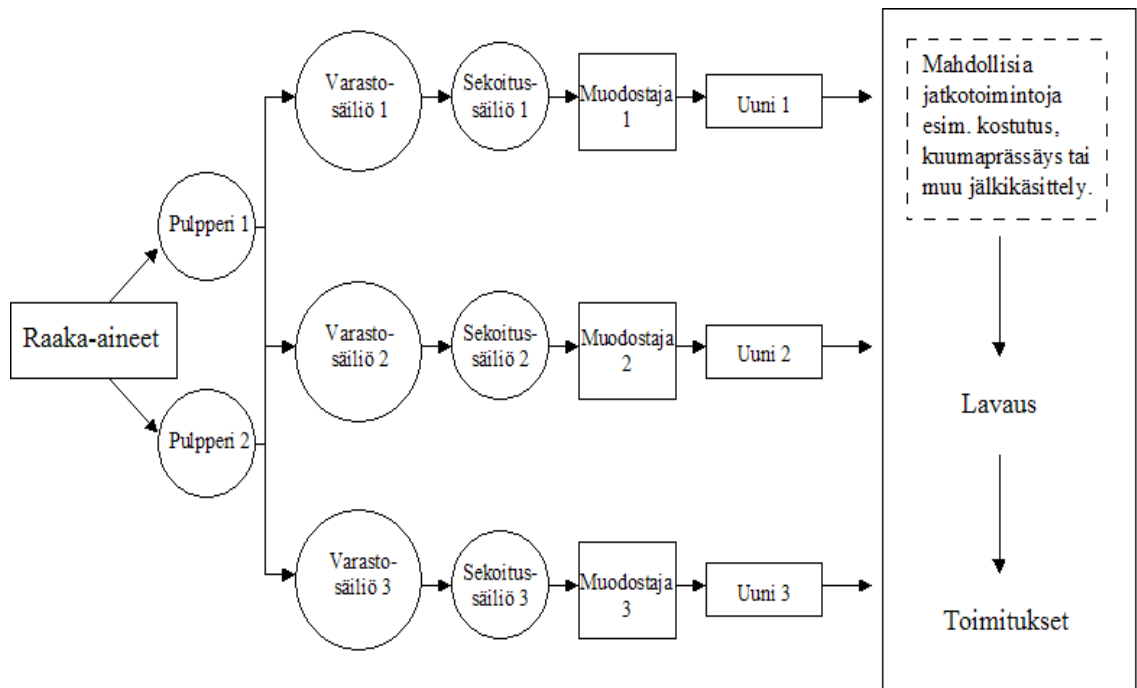 Raaka-aineet
Pulpperi 1
Pulpperi 2
Varasto-
säiliö 1
Sekoitus-
säiliö 1
Muodostaja
1
Uuni 1
Varasto-
säiliö 2
Sekoitus-
säiliö 2
Muodostaja
2
Uuni 2
Varasto-
säiliö 3
Sekoitus-
säiliö 3
Muodostaja
3
Uuni 3
Mahdollisia
jatkotoimintoja
esim. kostutus,
kuumaprässäys tai
muu jälkikäsittely.
Lavaus
Toimitukset